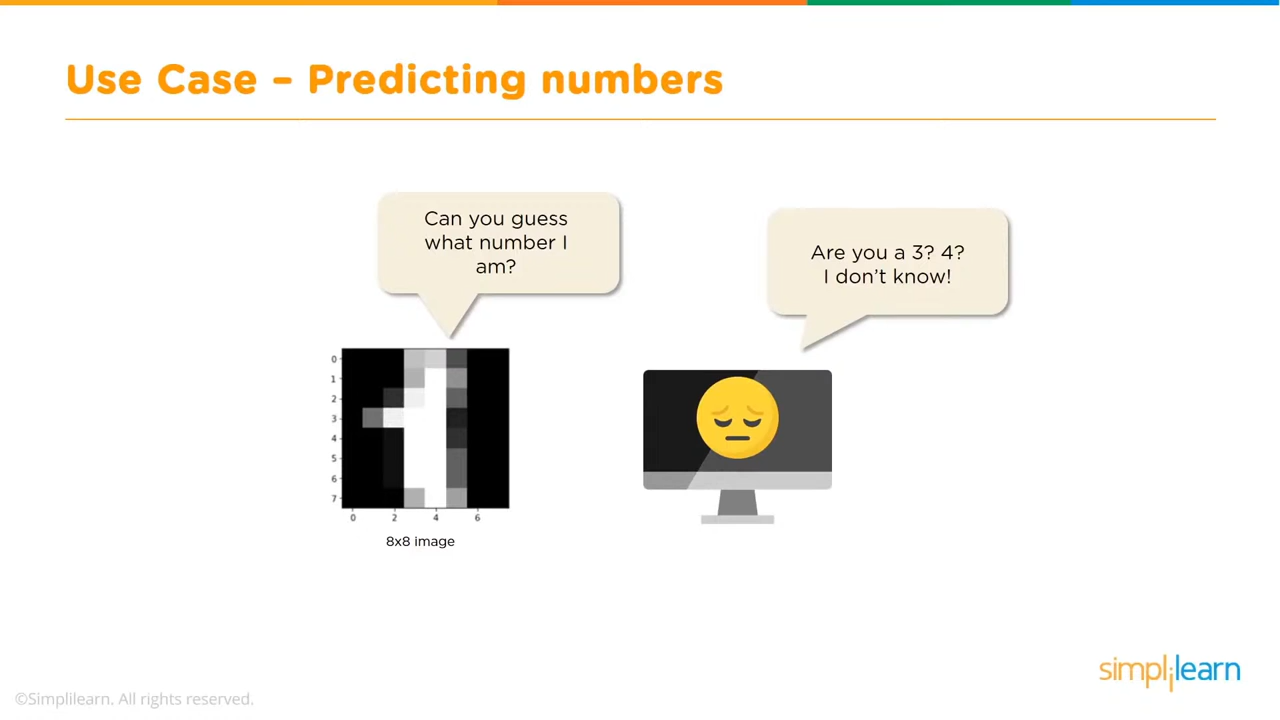 Use Case – Predicting numbers
Can you guess
what number I
am?
Are you a 3? 4?
I don't know!
0
1
2
3
4
5
6
7
0 2 4 6
8x8 image
simplilearn
©Simplilearn. All rights reserved.